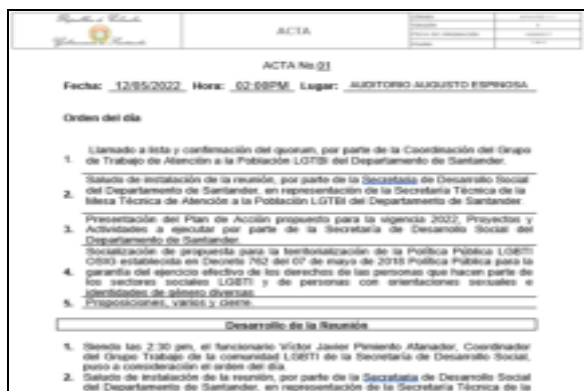 República de Colombia
Gobernación de Santander
ACTA
ACTA No.01
Fecha: 12/05/2022 Hora: 02:00PM Lugar: AUDITORIO AUGUSTO ESPINOSA
Orden del día
1. Llamado a lista y confirmación del quorum, por parte de la Coordinación del Grupo
de Trabajo de Atención a la Población LGTBI del Departamento de Santander.
2. Saludo de instalación de la reunión, por parte de la Secretaria de Desarrollo Social
del Departamento de Santander, en representación de la Secretaría Técnica de la
Mesa Técnica de Atención a la Población LGTBI del Departamento de Santander.
3. Presentación del Plan de Acción propuesto para la vigencia 2022, Proyectos y
Actividades a ejecutar por parte de la Secretaría de Desarrollo Social del
Departamento de Santander.
4. Socialización de propuesta para la territorialización de la Política Pública LGBTI
establecida en Decreto 762 del 07 de mayo de 2018 Política Pública para la
garantía del ejercicio efectivo de los derechos de las personas que hacen parte de
los sectores sociales LGBTI y de personas con orientaciones sexuales e
identidades de género diversas
5. Proposiciones, varios y cierre.
Desarrollo de la Reunión
1. Siendo las 2:30 pm, el funcionario Víctor Javier Pimiento Afanador, Coordinador
del Grupo Trabajo de la comunidad LGBTI de la Secretaría de Desarrollo Social,
puso a consideración el orden del día.
2. Saludo de instalación de la reunión, por parte de la Secretaria de Desarrollo Social
del Departamento de Santander, en representación de la Secretaría Técnica de la